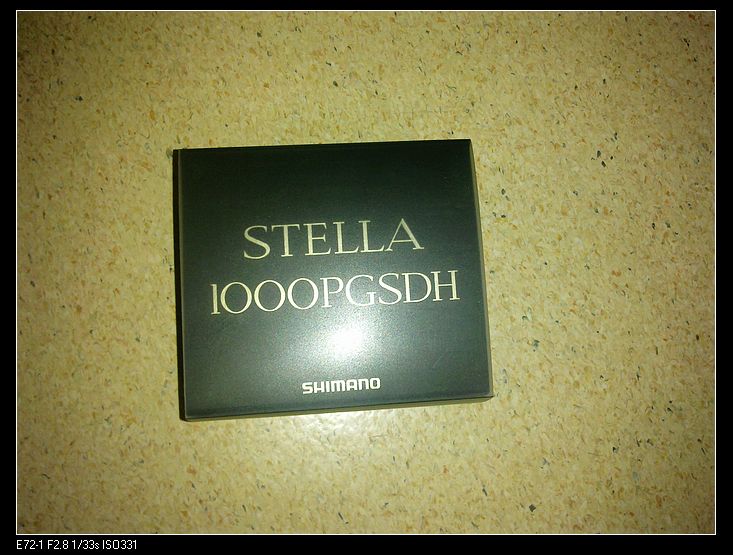 STELLA
1000PGSDH
SHIMANO
E72-1 F2.8 1/33s ISO331